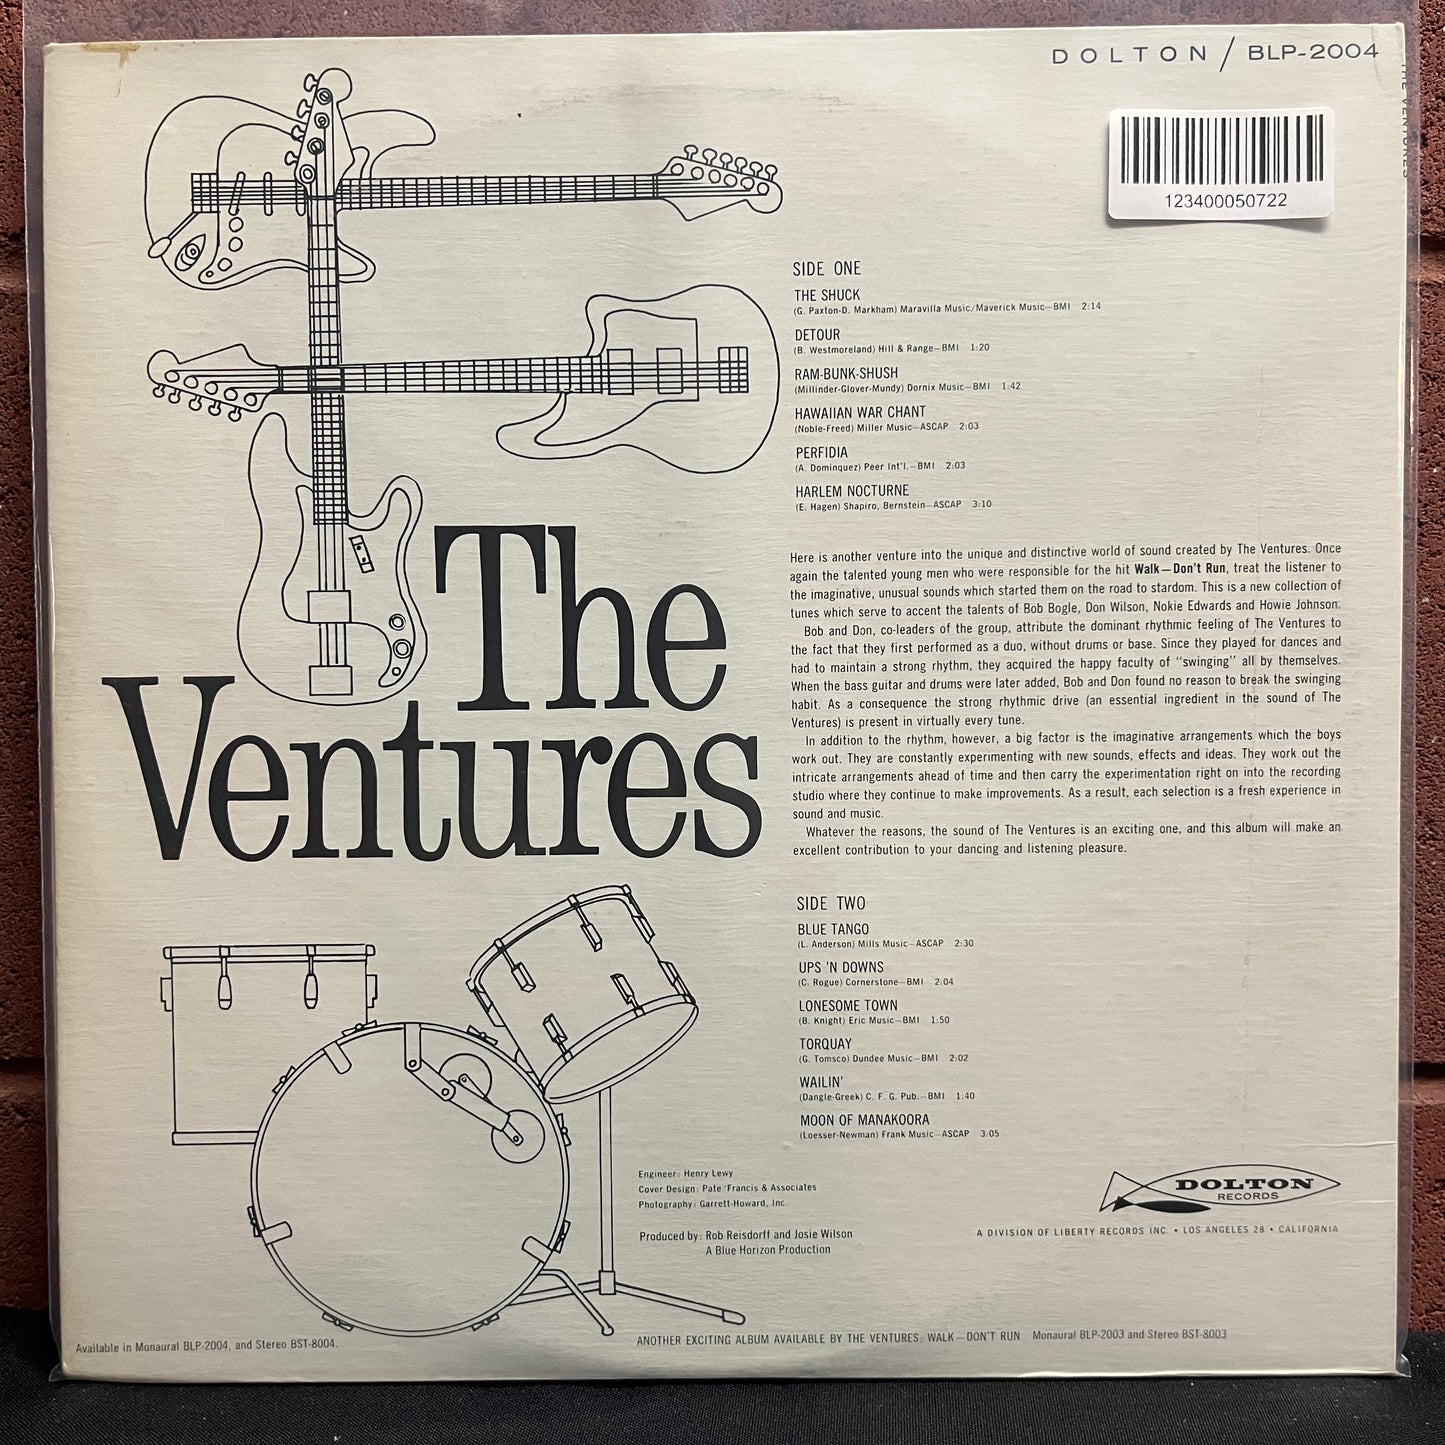 DOLTON / BLP-2004
THE VENTURES
123400050722
SIDE ONE
THE SHUCK
(G. Paxton-D. Markham) Maravilla Music/Maverick Music—BMI 2:14
DETOUR
(B. Westmoreland) Hill & Range—BMI 1:20
RAM-BUNK-SHUSH
(Millinder-Glover-Mundy) Dornix Music—BMI 1:42
HAWAIIAN WAR CHANT
(Noble-Freed) Miller Music—ASCAP 2:03
PERFIDIA
(A. Dominquez) Peer Int'l.—BMI 2:03
HARLEM NOCTURNE
(E. Hagen) Shapiro, Bernstein—ASCAP 3:10
The
Ventures
Here is another venture into the unique and distinctive world of sound created by The Ventures. Once
again the talented young men who were responsible for the hit Walk—Don't Run, treat the listener to
the imaginative, unusual sounds which started them on the road to stardom. This is a new collection of
tunes which serve to accent the talents of Bob Bogle, Don Wilson, Nokie Edwards and Howie Johnson.
Bob and Don, co-leaders of the group, attribute the dominant rhythmic feeling of The Ventures to
the fact that they first performed as a duo, without drums or base. Since they played for dances and
had to maintain a strong rhythm, they acquired the happy faculty of "swinging" all by themselves.
When the bass guitar and drums were later added, Bob and Don found no reason to break the swinging
habit. As a consequence the strong rhythmic drive (an essential ingredient in the sound of The
Ventures) is present in virtually every tune.
In addition to the rhythm, however, a big factor is the imaginative arrangements which the boys
work out. They are constantly experimenting with new sounds, effects and ideas. They work out the
intricate arrangements ahead of time and then carry the experimentation right on into the recording
studio where they continue to make improvements. As a result, each selection is a fresh experience in
sound and music.
Whatever the reasons, the sound of The Ventures is an exciting one, and this album will make an
excellent contribution to your dancing and listening pleasure.
SIDE TWO
BLUE TANGO
(L. Anderson) Mills Music—ASCAP 2:30
UPS 'N DOWNS
(C. Rogue) Cornerstone—BMI 2:04
LONESOME TOWN
(B. Knight) Eric Music—BMI 1:50
TORQUAY
(G. Tomsco) Dundee Music—BMI 2:02
WAILIN'
(Dangle-Greek) C. F. G. Pub.—BMI 1:40
MOON OF MANAKOORA
(Loesser-Newman) Frank Music—ASCAP 3:05
Engineer: Henry Lewy
Cover Design: Pate/Francis & Associates
Photography: Garrett-Howard, Inc.
Produced by: Rob Reisdorff and Josie Wilson
A Blue Horizon Production
DOLTON
RECORDS
A DIVISION OF LIBERTY RECORDS INC. • LOS ANGELES 28 • CALIFORNIA
Available in Monaural BLP-2004, and Stereo BST-8004.
ANOTHER EXCITING ALBUM AVAILABLE BY THE VENTURES: WALK—DON'T RUN Monaural BLP-2003 and Stereo BST-8003